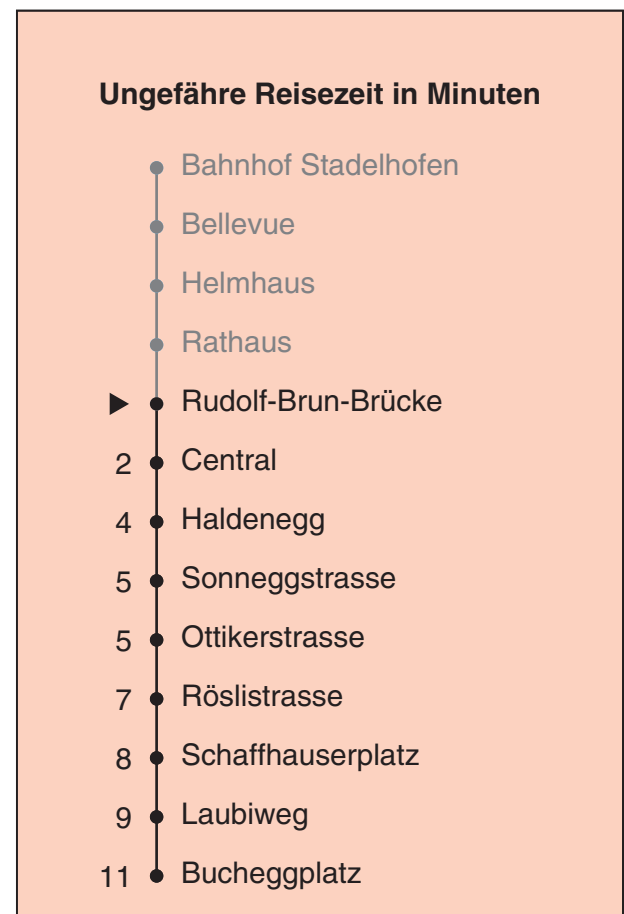 Ungefähre Reisezeit in Minuten
Bahnhof Stadelhofen
Bellevue
Helmhaus
Rathaus
Rudolf-Brun-Brücke
2 Central
4 Haldenegg
5 Sonneggstrasse
5 Ottikerstrasse
7 Röslistrasse
8 Schaffhauserplatz
9 Laubiweg
11 Bucheggplatz